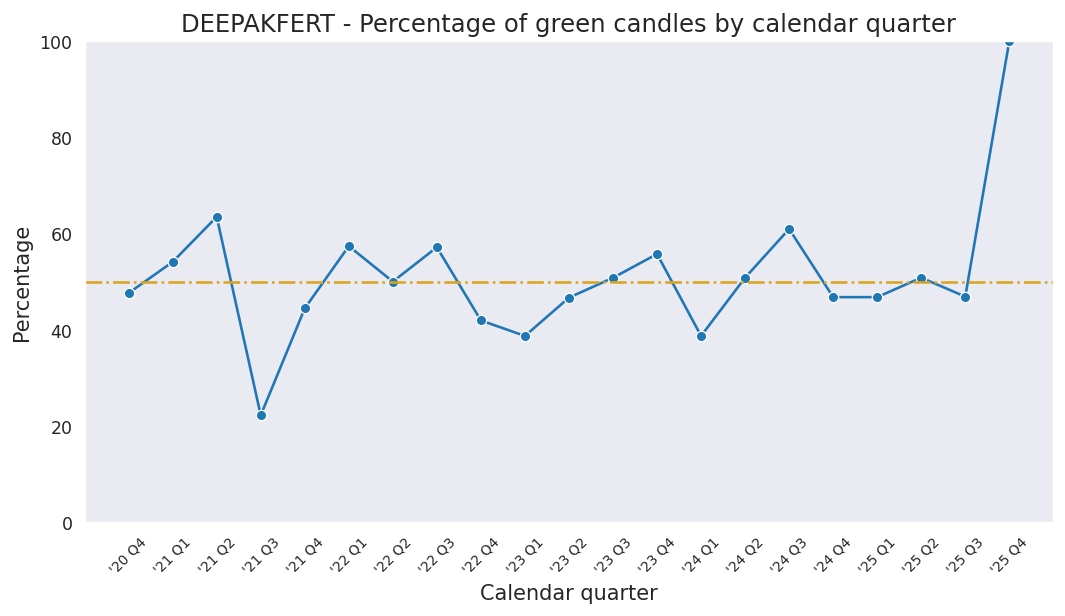 DEEPAKFERT - Percentage of green candles by calendar quarter
100
80
60
40
20
0
Percentage
'20 Q4
'21 Q1
'21 Q2
'21 Q3
'21 Q4
'22 Q1
'22 Q2
'22 Q3
'22 Q4
'23 Q1
'23 Q2
'23 Q3
'23 Q4
'24 Q1
'24 Q2
'24 Q3
'24 Q4
'25 Q1
'25 Q2
'25 Q3
'25 Q4
Calendar quarter